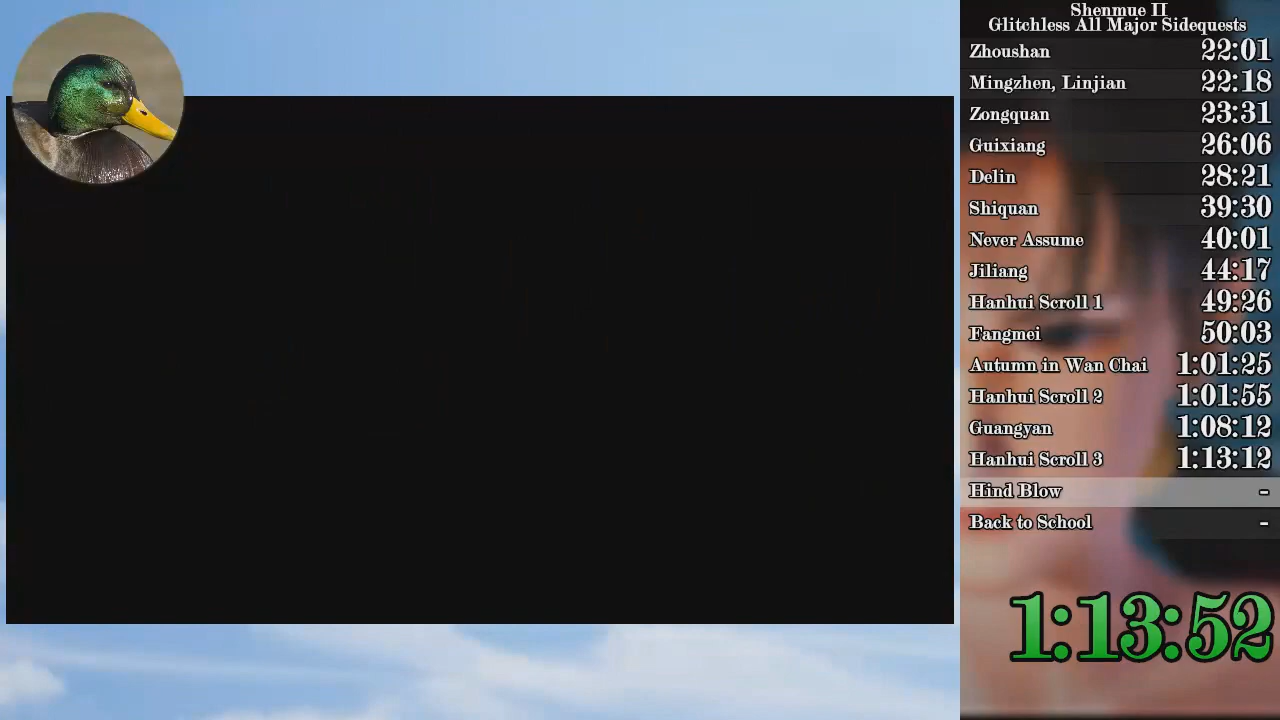 Shenmue II
Glitchless All Major Sidequests
Zhoushan 22:01
Mingzhen, Linjian 22:18
Zongquan 23:31
Guixiang 26:06
Delin 28:21
Shiquan 39:30
Never Assume 40:01
Jiliang 44:17
Hanhui Scroll 1 49:26
Fangmei 50:03
Autumn in Wan Chai 1:01:25
Hanhui Scroll 2 1:01:55
Guangyan 1:08:12
Hanhui Scroll 3 1:13:12
Hind Blow -
Back to School -
1:13:52